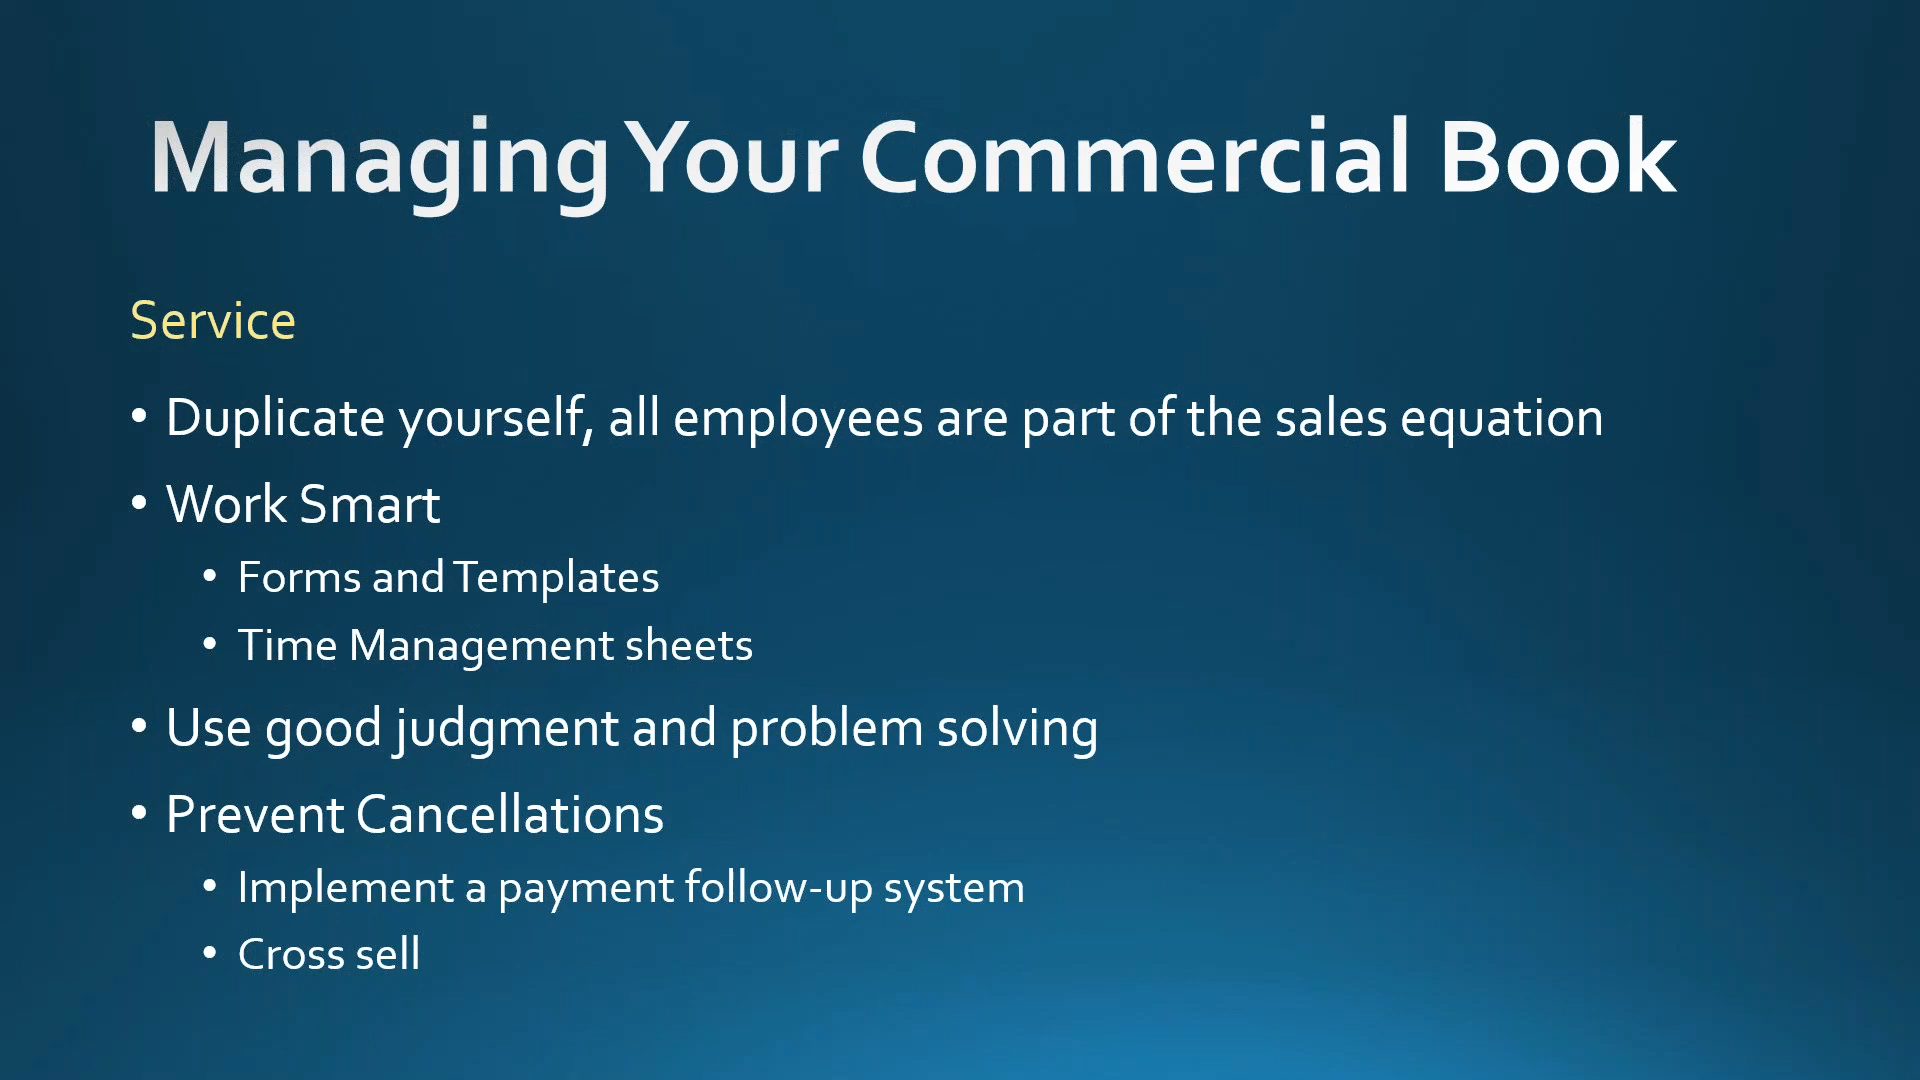 Managing Your Commercial Book
Service
• Duplicate yourself, all employees are part of the sales equation
• Work Smart
• Forms and Templates
• Time Management sheets
• Use good judgment and problem solving
• Prevent Cancellations
• Implement a payment follow-up system
• Cross sell